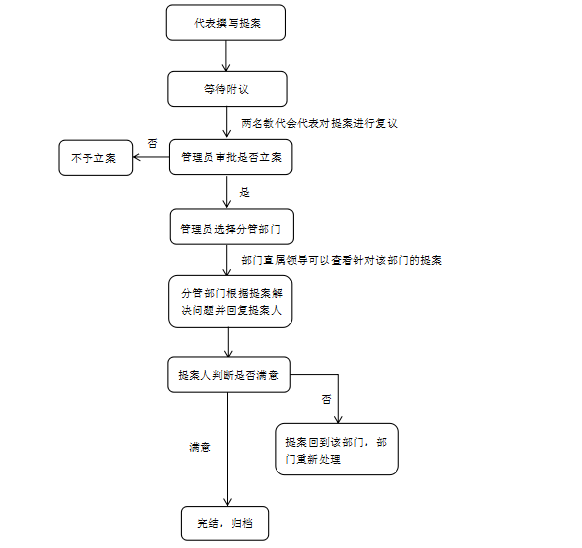 代表撰写提案
等待附议
两名教代会代表对提案进行复议
否
不予立案
管理员审批是否立案
是
管理员选择分管部门
部门直属领导可以查看针对该部门的提案
分管部门根据提案解
决问题并回复提案人
提案人判断是否满意
否
提案回到该部门，部
门重新处理
满意
完结，归档